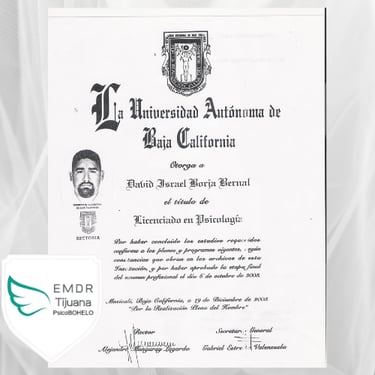 La Universidad Autónoma de
Baja California
Otorga a
David Israel Borja Bernal
el título de
Licenciado en Psicología
RECTORIA
Por haber concluido los estudios requeridos
conforme a los planes y programas vigentes, según
constancias que obran en los archivos de esta
Institución, y por haber aprobado la etapa final
del examen profesional el día 6 de octubre de 2005.
Mexicali, Baja California, a 19 de Diciembre de 2005
"Por la Realización Plena del Hombre"
Rector
Secretario General
Alejandro Mungaray Lagarda
Gabriel Estre Valenzuela
EMDR
Tijuana
PsicoBOHELO